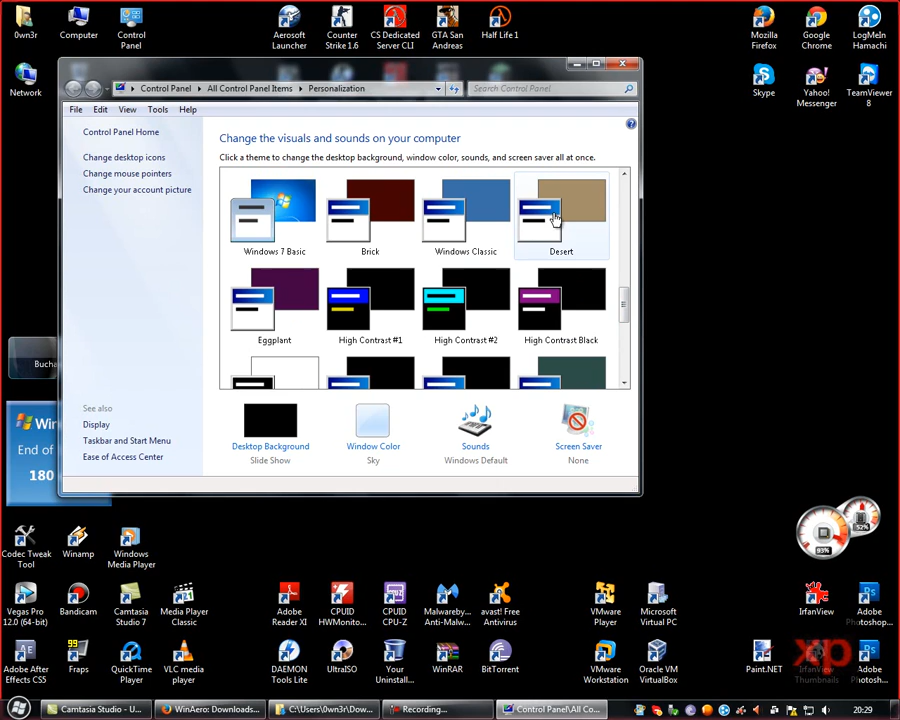 0wn3r
Computer
Control Panel
Aerosoft Launcher
Counter Strike 1.6
CS Dedicated Server CLI
GTA San Andreas
Half Life 1
Mozilla Firefox
Google Chrome
LogMeIn Hamachi
Network
Skype
Yahoo! Messenger
TeamViewer 8
Control Panel
All Control Panel Items
Personalization
Search Control Panel
File
Edit
View
Tools
Help
Control Panel Home
Change desktop icons
Change mouse pointers
Change your account picture
Change the visuals and sounds on your computer
Click a theme to change the desktop background, window color, sounds, and screen saver all at once.
Windows 7 Basic
Brick
Windows Classic
Desert
Eggplant
High Contrast #1
High Contrast #2
High Contrast Black
See also
Display
Taskbar and Start Menu
Ease of Access Center
Desktop Background
Slide Show
Window Color
Sky
Sounds
Windows Default
Screen Saver
None
Bucha
Win
End of
180
93%
52%
Codec Tweak Tool
Winamp
Windows Media Player
Vegas Pro 12.0 (64-bit)
Bandicam
Camtasia Studio 7
Media Player Classic
Adobe Reader XI
CPUID HWMonito...
CPUID CPU-Z
Malwareby... Anti-Malw...
avast! Free Antivirus
VMware Player
Microsoft Virtual PC
IrfanView
Adobe Photoshop...
Adobe After Effects CS5
99
Fraps
QuickTime Player
VLC media player
DAEMON Tools Lite
UltraISO
Your Uninstall...
WinRAR
BitTorrent
VMware Workstation
Oracle VM VirtualBox
Paint.NET
IrfanView Thumbnails
Adobe Photosh...
xp
Camtasia Studio - U...
WinAero: Downloads...
C:\Users\0wn3r\Dow...
Recording...
Control Panel\All Co...
20:29